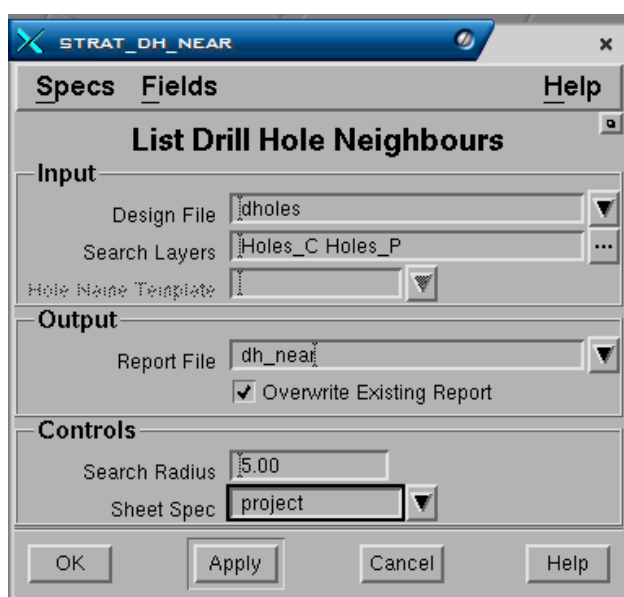 STRAT_DH_NEAR
Specs Fields Help
List Drill Hole Neighbours
Input
Design File dholes
Search Layers Holes_C Holes_P ...
Hole Name Template
Output
Report File dh_near
Overwrite Existing Report
Controls
Search Radius 5.00
Sheet Spec project
OK Apply Cancel Help